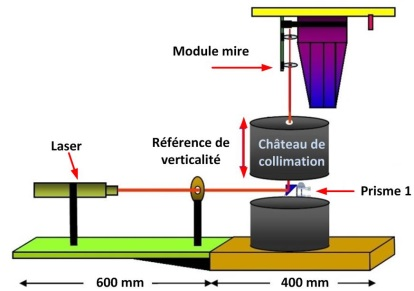 Module mire
Laser
Référence de
verticalité
Château de
collimation
Prisme 1
600 mm
400 mm